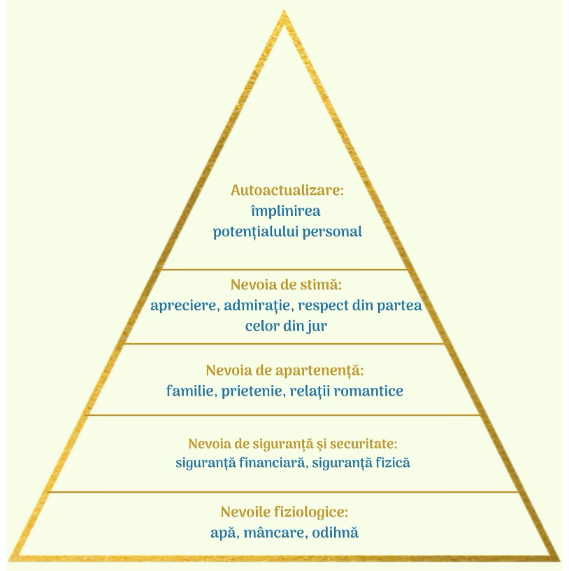 Autoactualizare:
împlinirea
potențialului personal
Nevoia de stimă:
apreciere, admirație, respect din partea
celor din jur
Nevoia de apartenență:
familie, prietenie, relații romantice
Nevoia de siguranță și securitate:
siguranță financiară, siguranță fizică
Nevoile fiziologice:
apă, mâncare, odihnă